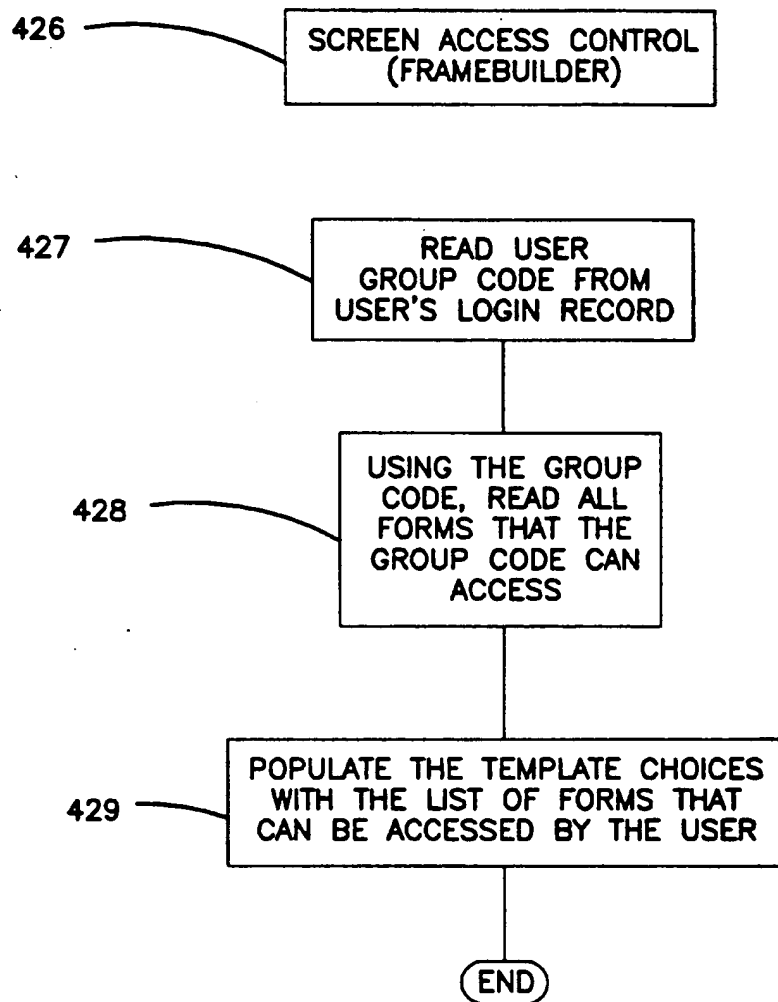 426
SCREEN ACCESS CONTROL
(FRAMEBUILDER)
427
READ USER
GROUP CODE FROM
USER'S LOGIN RECORD
428
USING THE GROUP
CODE, READ ALL
FORMS THAT THE
GROUP CODE CAN
ACCESS
429
POPULATE THE TEMPLATE CHOICES
WITH THE LIST OF FORMS THAT
CAN BE ACCESSED BY THE USER
END